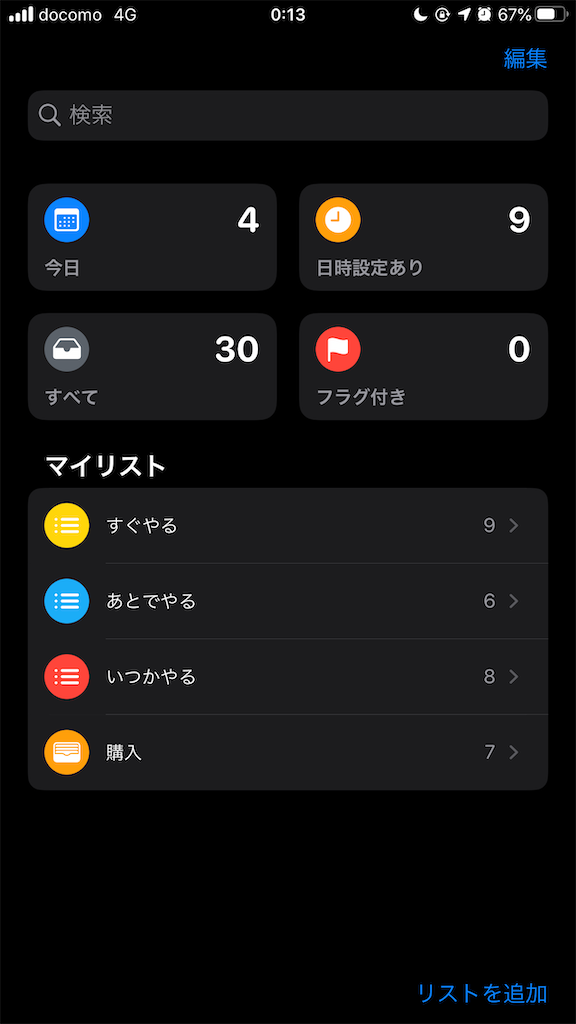 docomo 4G 0:13 67%
編集
検索
4
今日
9
日時設定あり
30
すべて
0
フラグ付き
マイリスト
すぐやる 9
あとでやる 6
いつかやる 8
購入 7
リストを追加